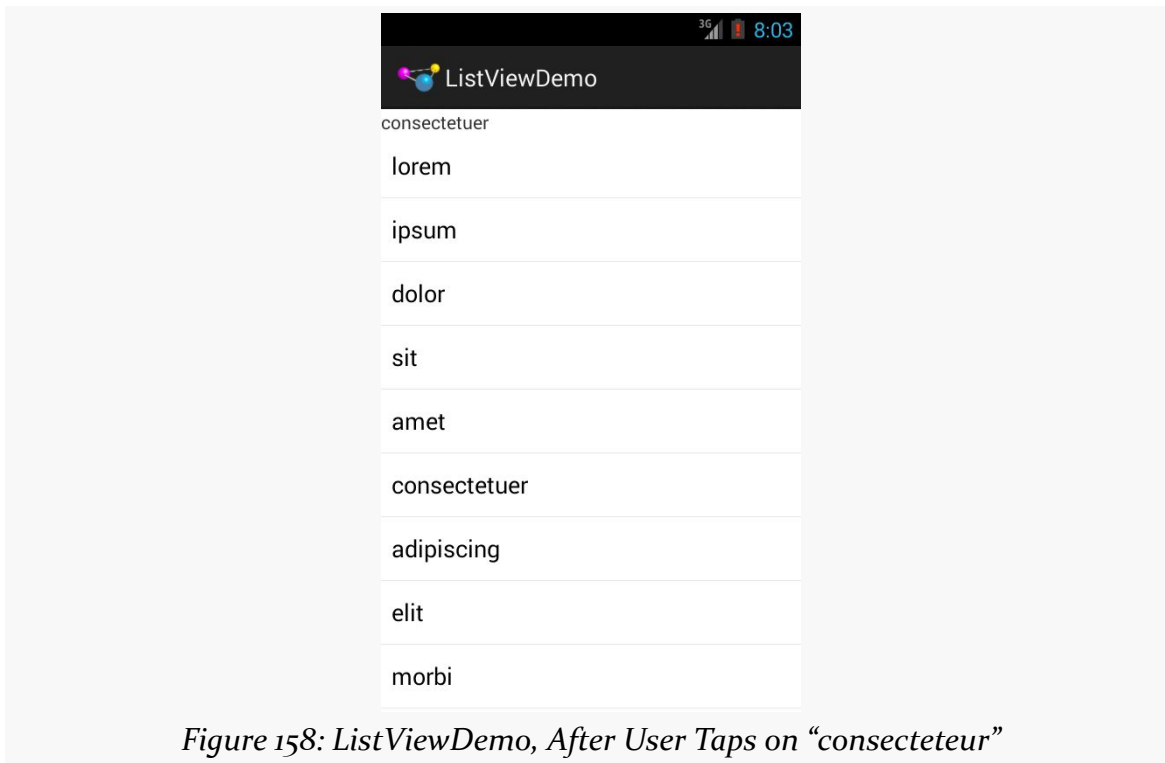 3G 8:03
ListViewDemo
consectetuer
lorem
ipsum
dolor
sit
amet
consectetuer
adipiscing
elit
morbi
Figure 158: ListViewDemo, After User Taps on “consecteteur”